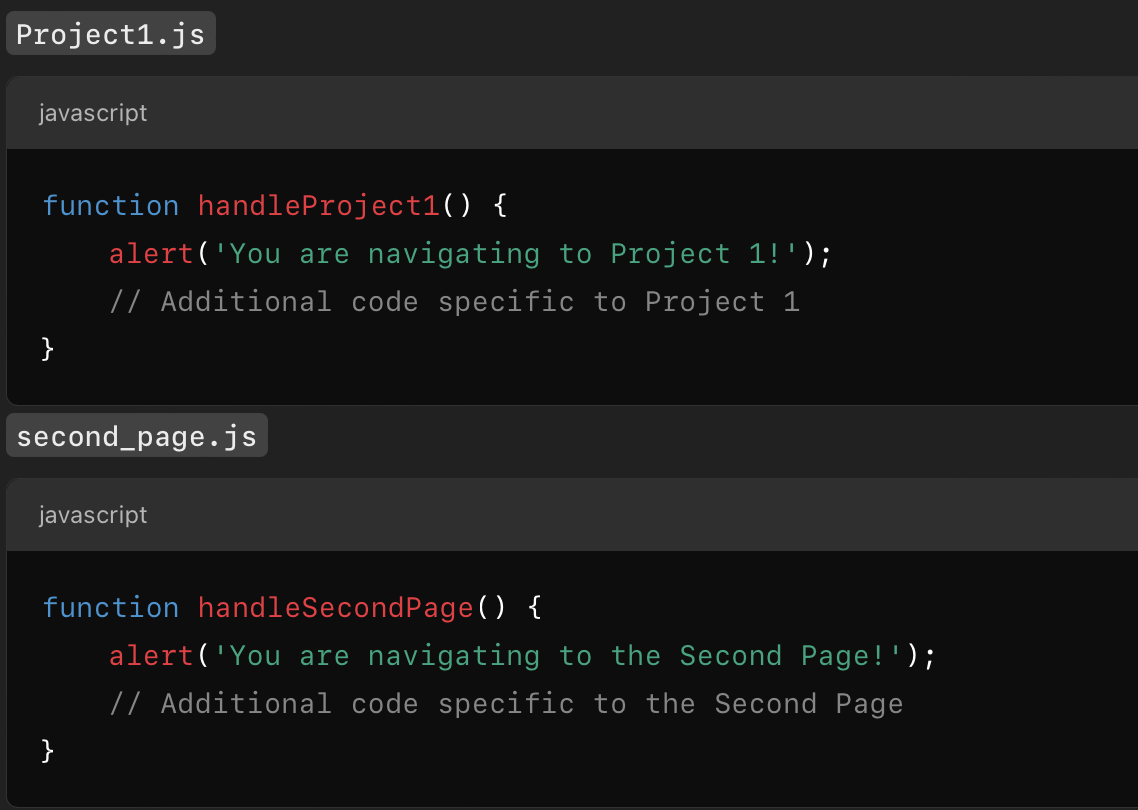 Project1.js
javascript
function handleProject1() {
    alert('You are navigating to Project 1!');
    // Additional code specific to Project 1
}
second_page.js
javascript
function handleSecondPage() {
    alert('You are navigating to the Second Page!');
    // Additional code specific to the Second Page
}